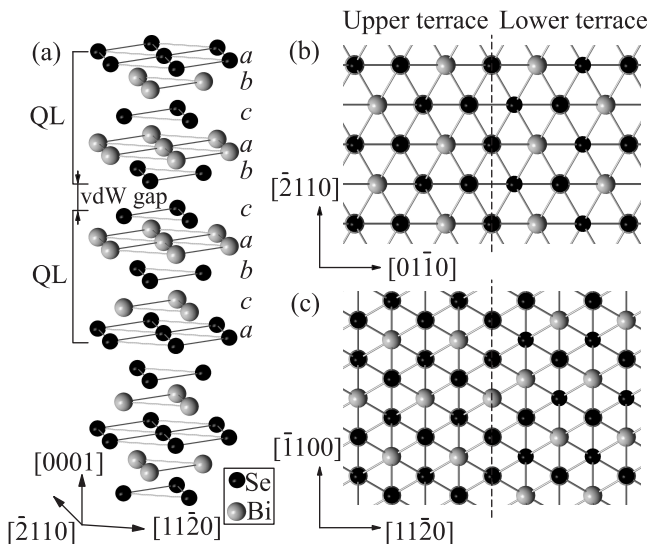 Upper terrace Lower terrace
(a)
a
b
QL
c
a
b
vdW gap
c
a
QL
b
c
a
[0001]
[2̄110]
[112̄0]
Se
Bi
(b)
[2̄110]
[011̄0]
(c)
[1̄100]
[112̄0]